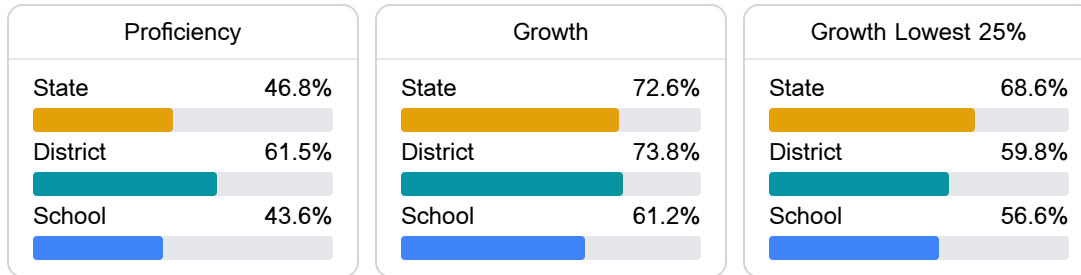 Proficiency
State 46.8%
District 61.5%
School 43.6%
Growth
State 72.6%
District 73.8%
School 61.2%
Growth Lowest 25%
State 68.6%
District 59.8%
School 56.6%